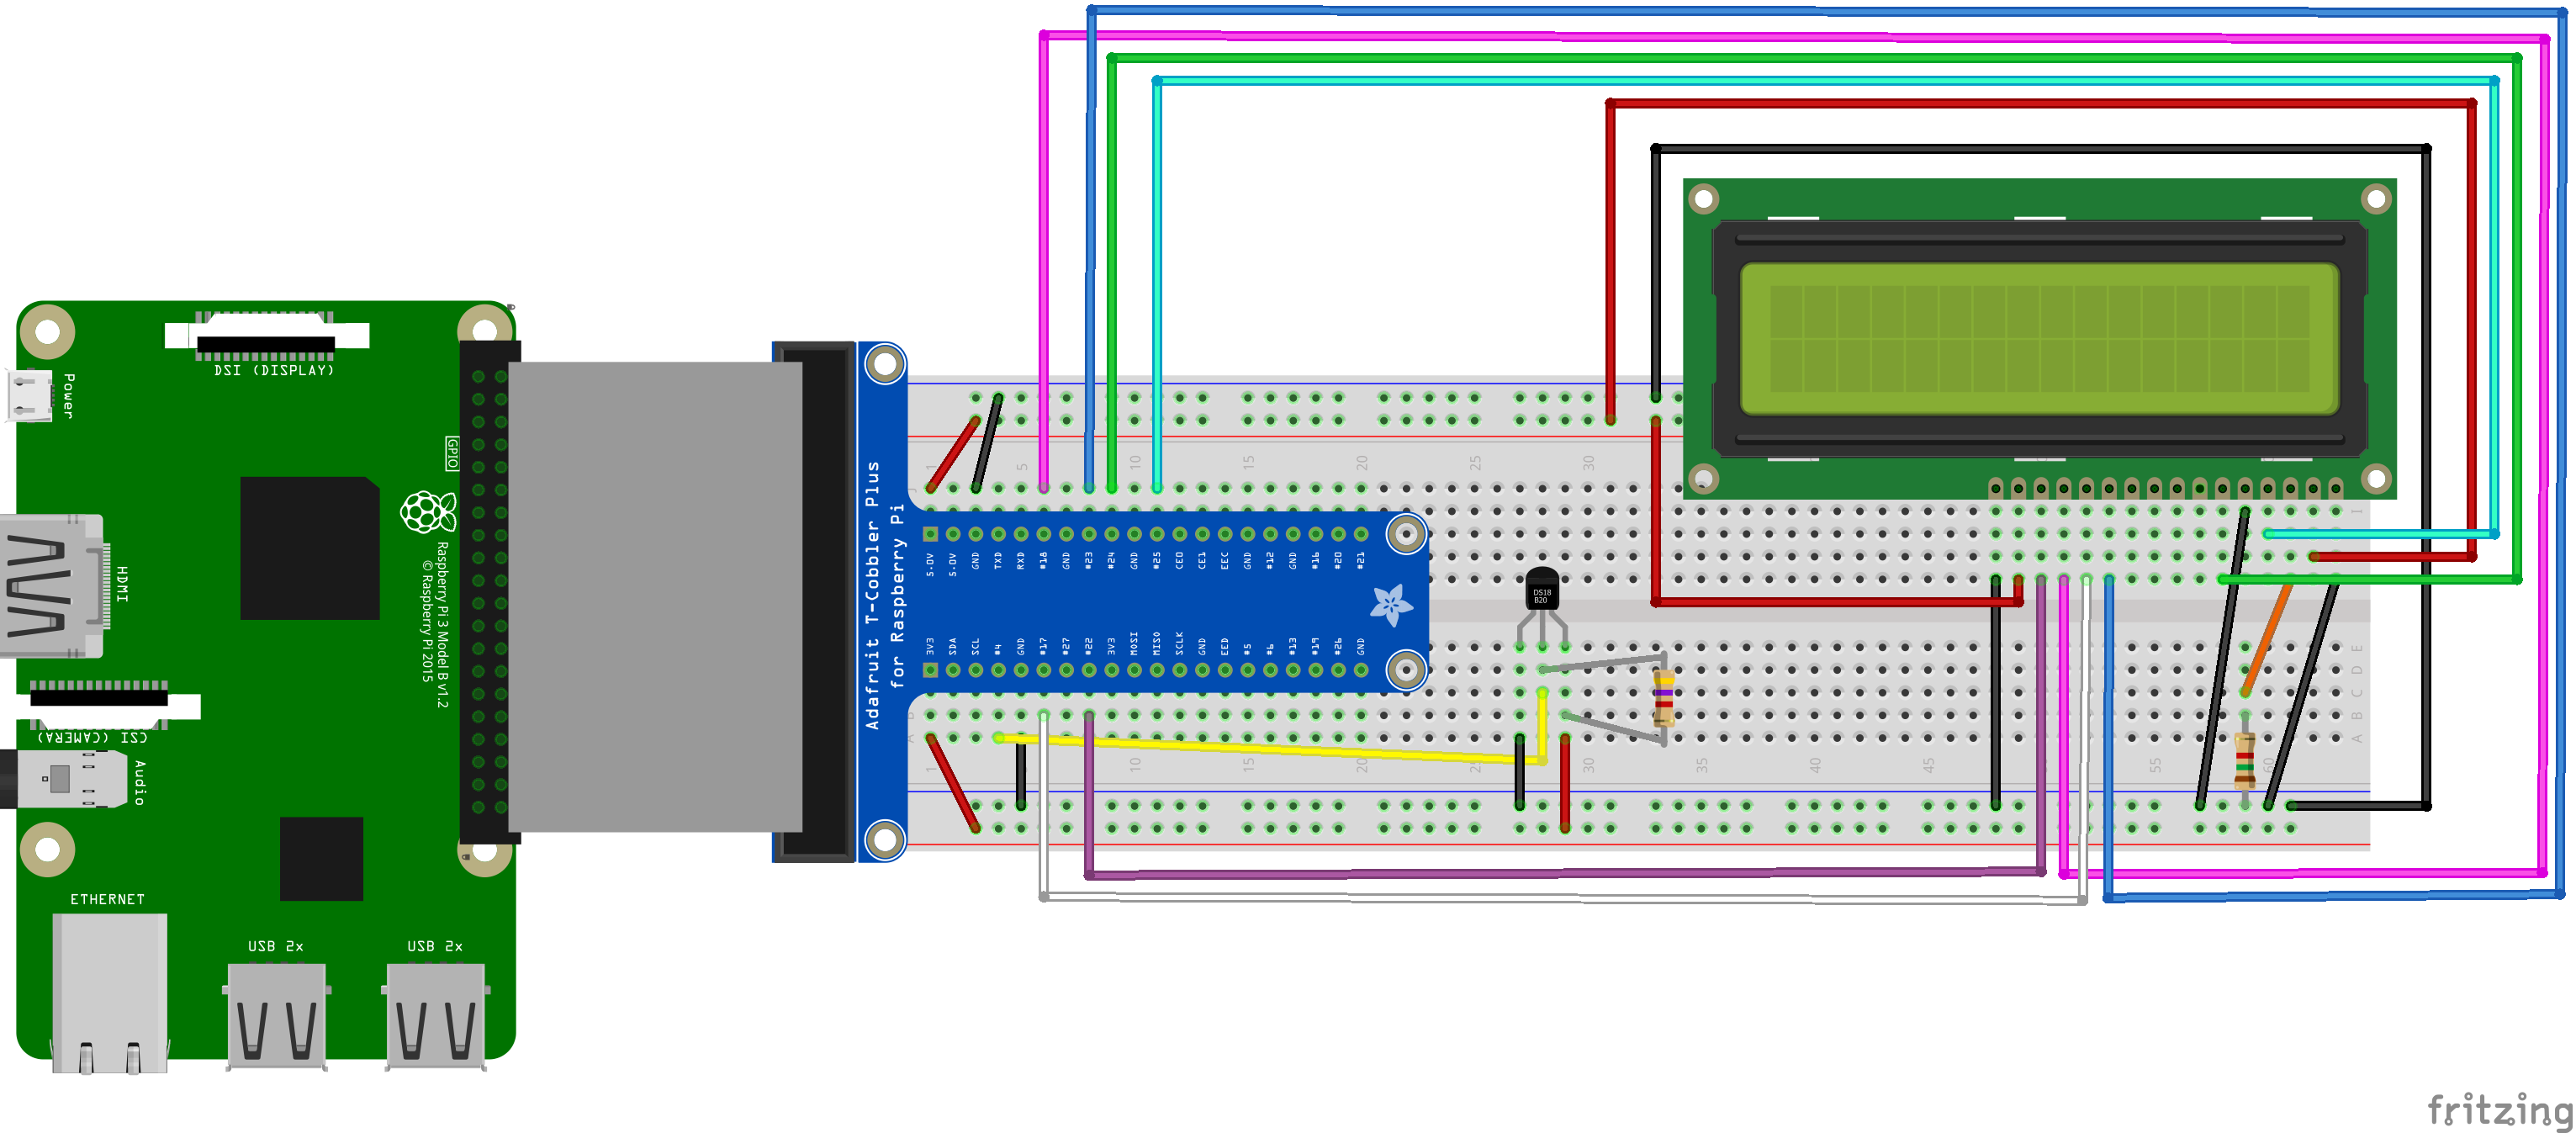 DSI (DISPLAY)
Power
GPIO
HDMI
Raspberry Pi 3 Model B v1.2
© Raspberry Pi 2015
CSI (CAMERA)
Audio
ETHERNET
USB 2x
USB 2x
Adafruit T-Cobbler Plus
for Raspberry Pi
1 5 10 15 20 25 30
J
I
5.0V 5.0V GND TXD RXD #18 GND #23 #24 GND #25 CE0 CE1 EEC GND #12 GND #16 #20 #21
3V3 SDA SCL #4 GND #17 #27 #22 3V3 MOSI MISO SCLK GND EED #5 #6 #13 #19 #26 GND
DS18
B20
E
D
C
B B
A A
1 10 15 20 25 30 35 40 45 55 60
fritzing